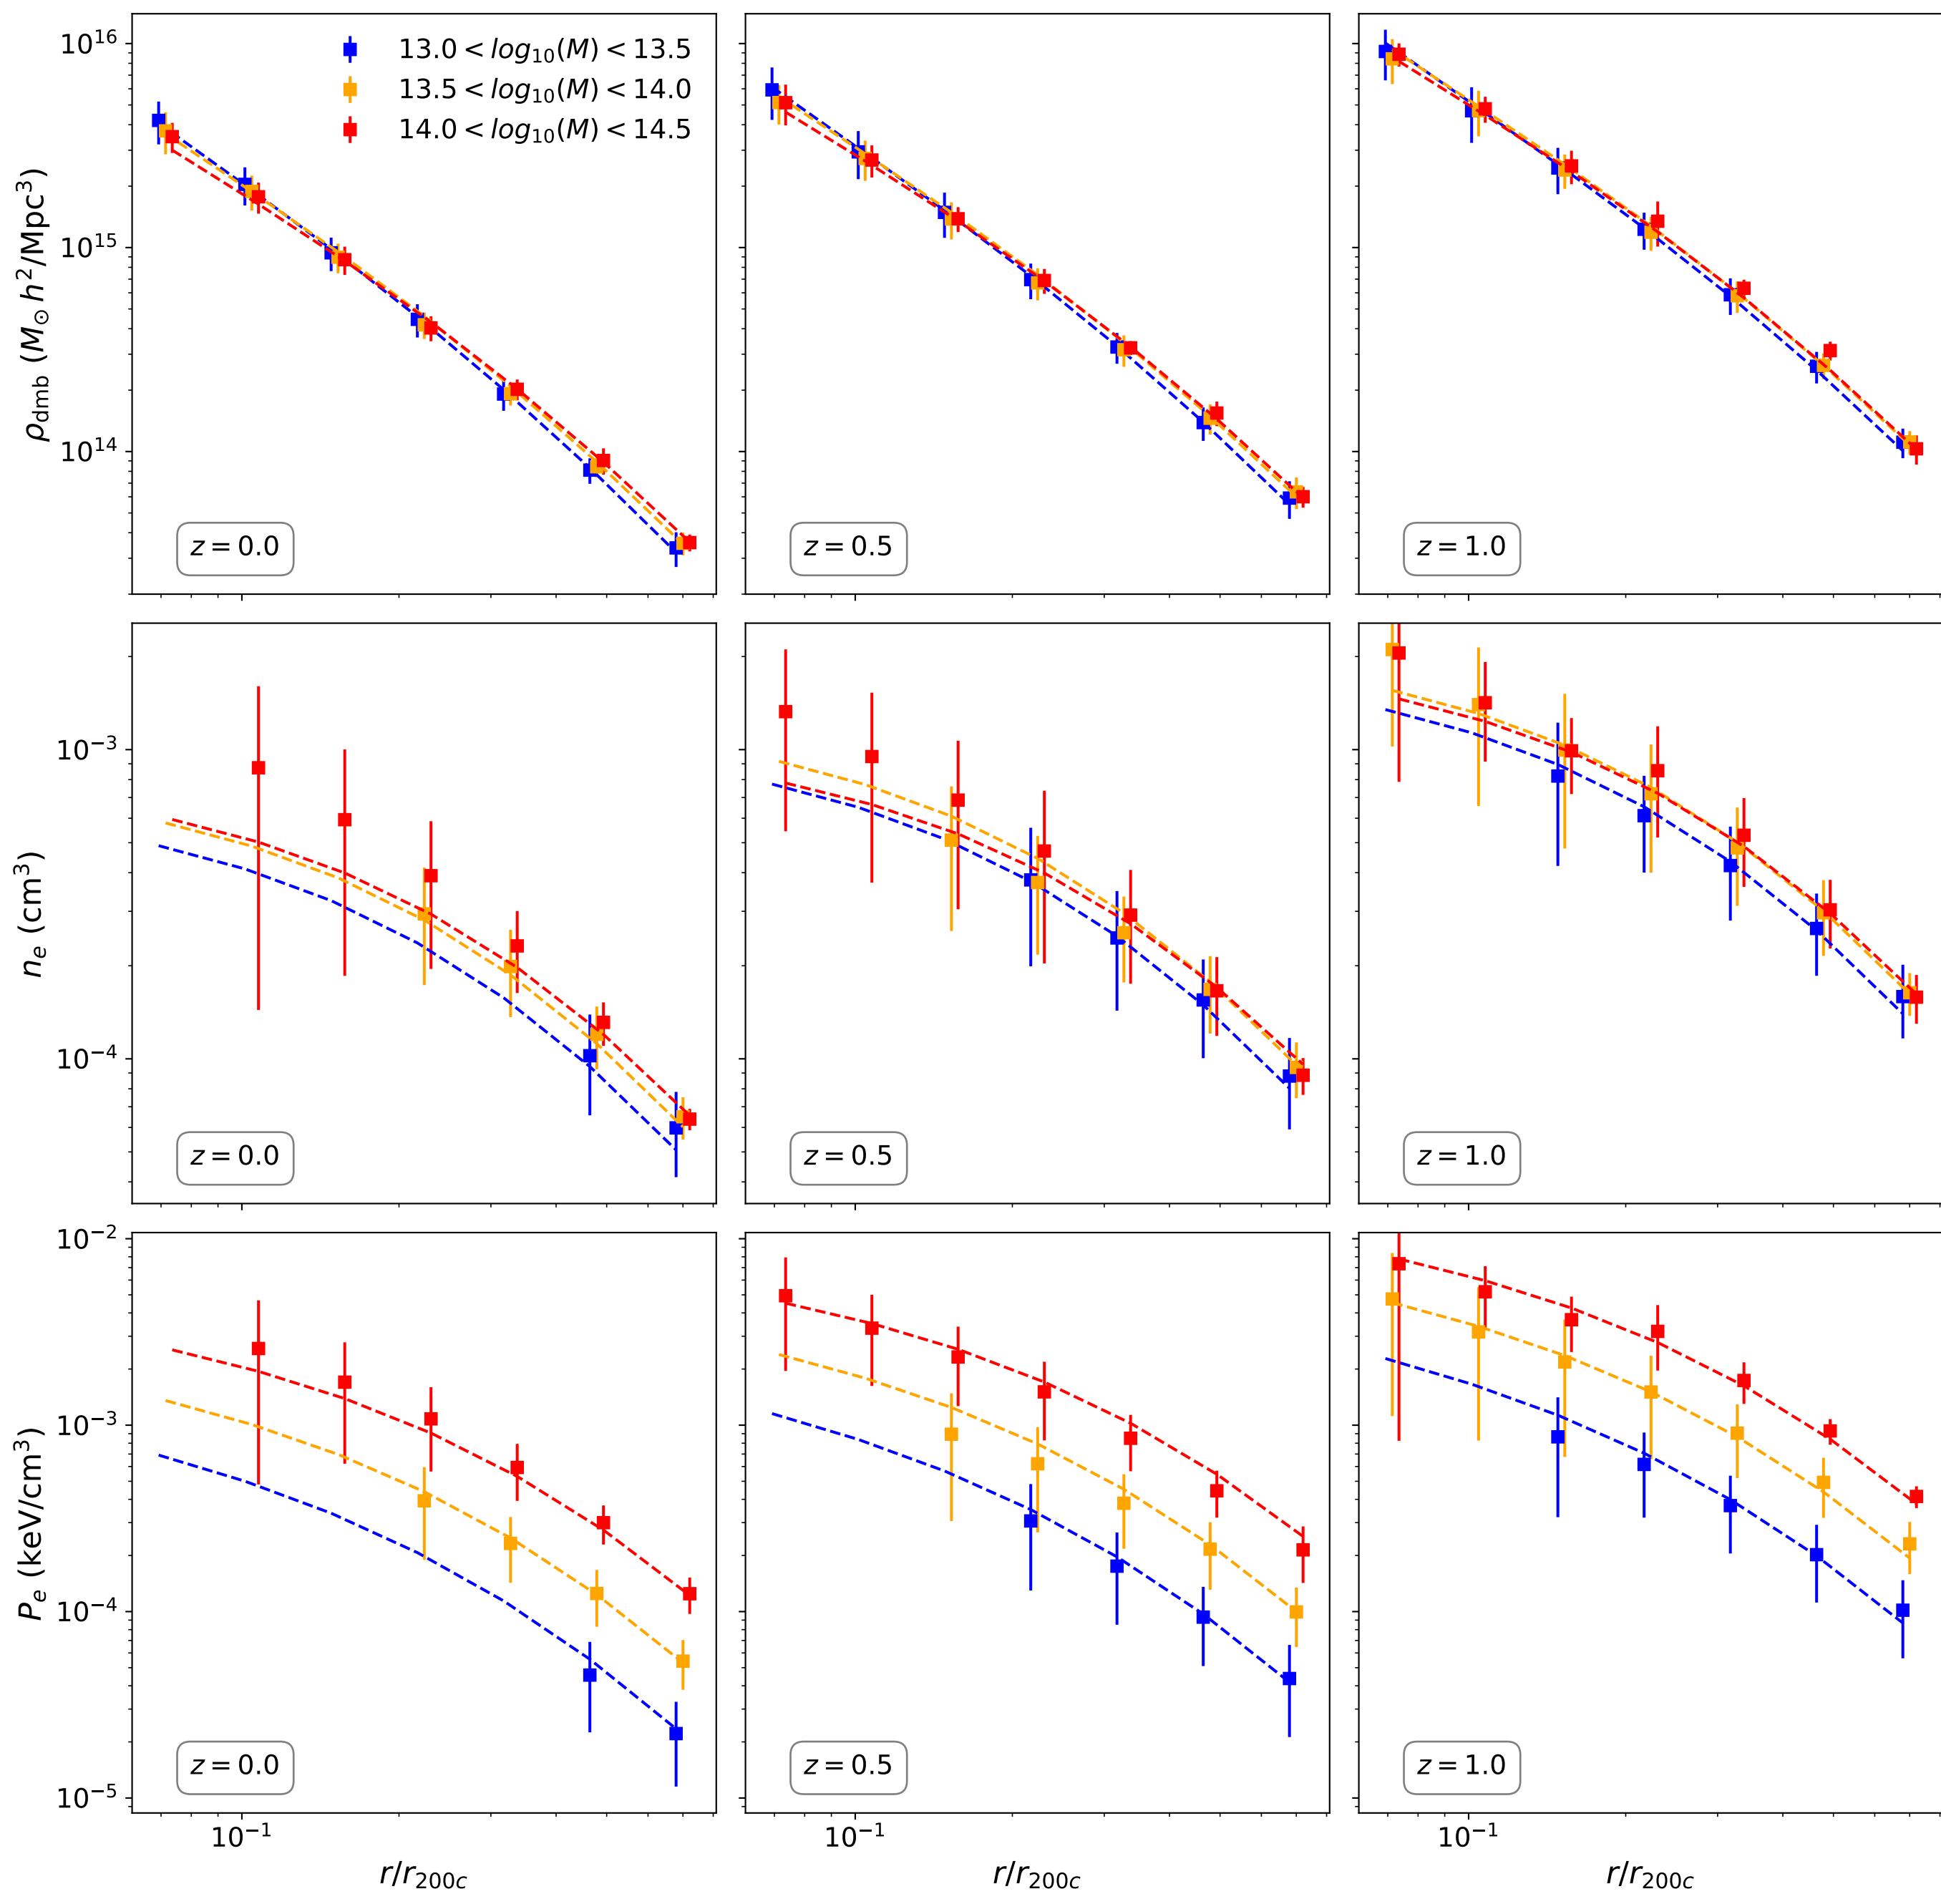 10^16
10^15
10^14
ρ_dmb (M_⊙ h^2/Mpc^3)
13.0 < log_10(M) < 13.5
13.5 < log_10(M) < 14.0
14.0 < log_10(M) < 14.5
z = 0.0
z = 0.5
z = 1.0
10^−3
10^−4
n_e (cm^3)
z = 0.0
z = 0.5
z = 1.0
10^−2
10^−3
10^−4
10^−5
P_e (keV/cm^3)
z = 0.0
z = 0.5
z = 1.0
10^−1
10^−1
10^−1
r/r_200c
r/r_200c
r/r_200c